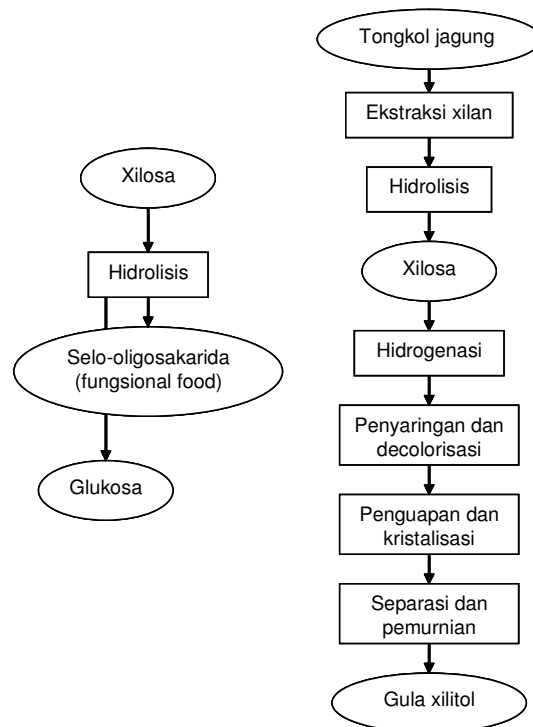 Xilosa
Hidrolisis
Selo-oligosakarida
(fungsional food)
Glukosa
Tongkol jagung
Ekstraksi xilan
Hidrolisis
Xilosa
Hidrogenasi
Penyaringan dan
decolorisasi
Penguapan dan
kristalisasi
Separasi dan
pemurnian
Gula xilitol